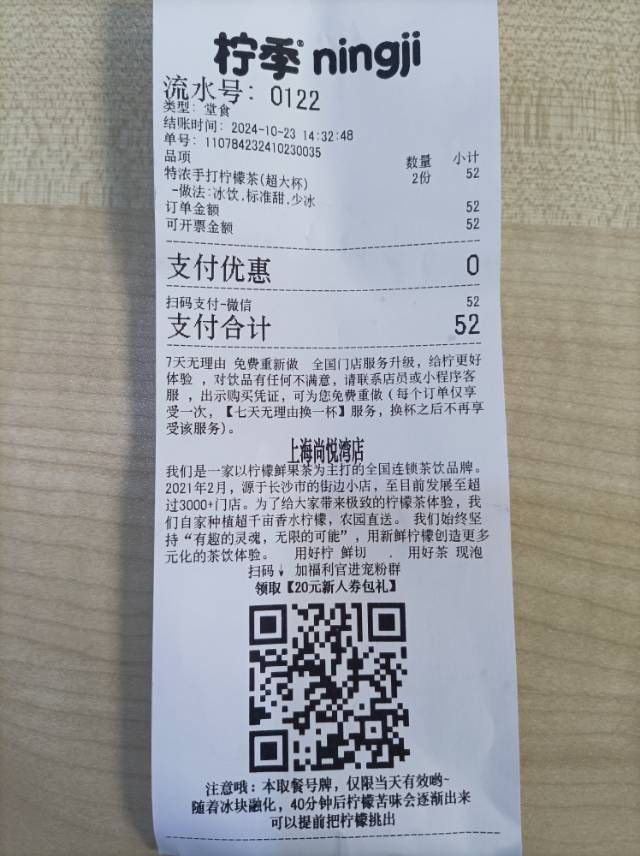 柠季® ningji
流水号： 0122
类型：堂食
结账时间：2024-10-23 14:32:48
单号：110784232410230035
品项 数量 小计
特浓手打柠檬茶(超大杯) 2份 52
-做法:冰饮,标准甜,少冰
订单金额 52
可开票金额 52
支付优惠 0
扫码支付-微信 52
支付合计 52
7天无理由 免费重新做 全国门店服务升级，给柠更好
体验 ，对饮品有任何不满意，请联系店员或小程序客
服 ，出示购买凭证，可为您免费重做（每个订单仅享
受一次，【七天无理由换一杯】服务，换杯之后不再享
受该服务)。
上海尚悦湾店
我们是一家以柠檬鲜果茶为主打的全国连锁茶饮品牌。
2021年2月，源于长沙市的街边小店，至目前发展至超
过3000+门店。为了给大家带来极致的柠檬茶体验，我
们自家种植超千亩香水柠檬，农园直送。 我们始终坚
持“有趣的灵魂，无限的可能”，用新鲜柠檬创造更多
元化的茶饮体验。 用好柠 鲜切 . 用好茶 现泡
扫码↓ 加福利官进宠粉群
领取【20元新人券包礼】
注意哦：本取餐号牌，仅限当天有效哟~
随着冰块融化，40分钟后柠檬苦味会逐渐出来
可以提前把柠檬挑出